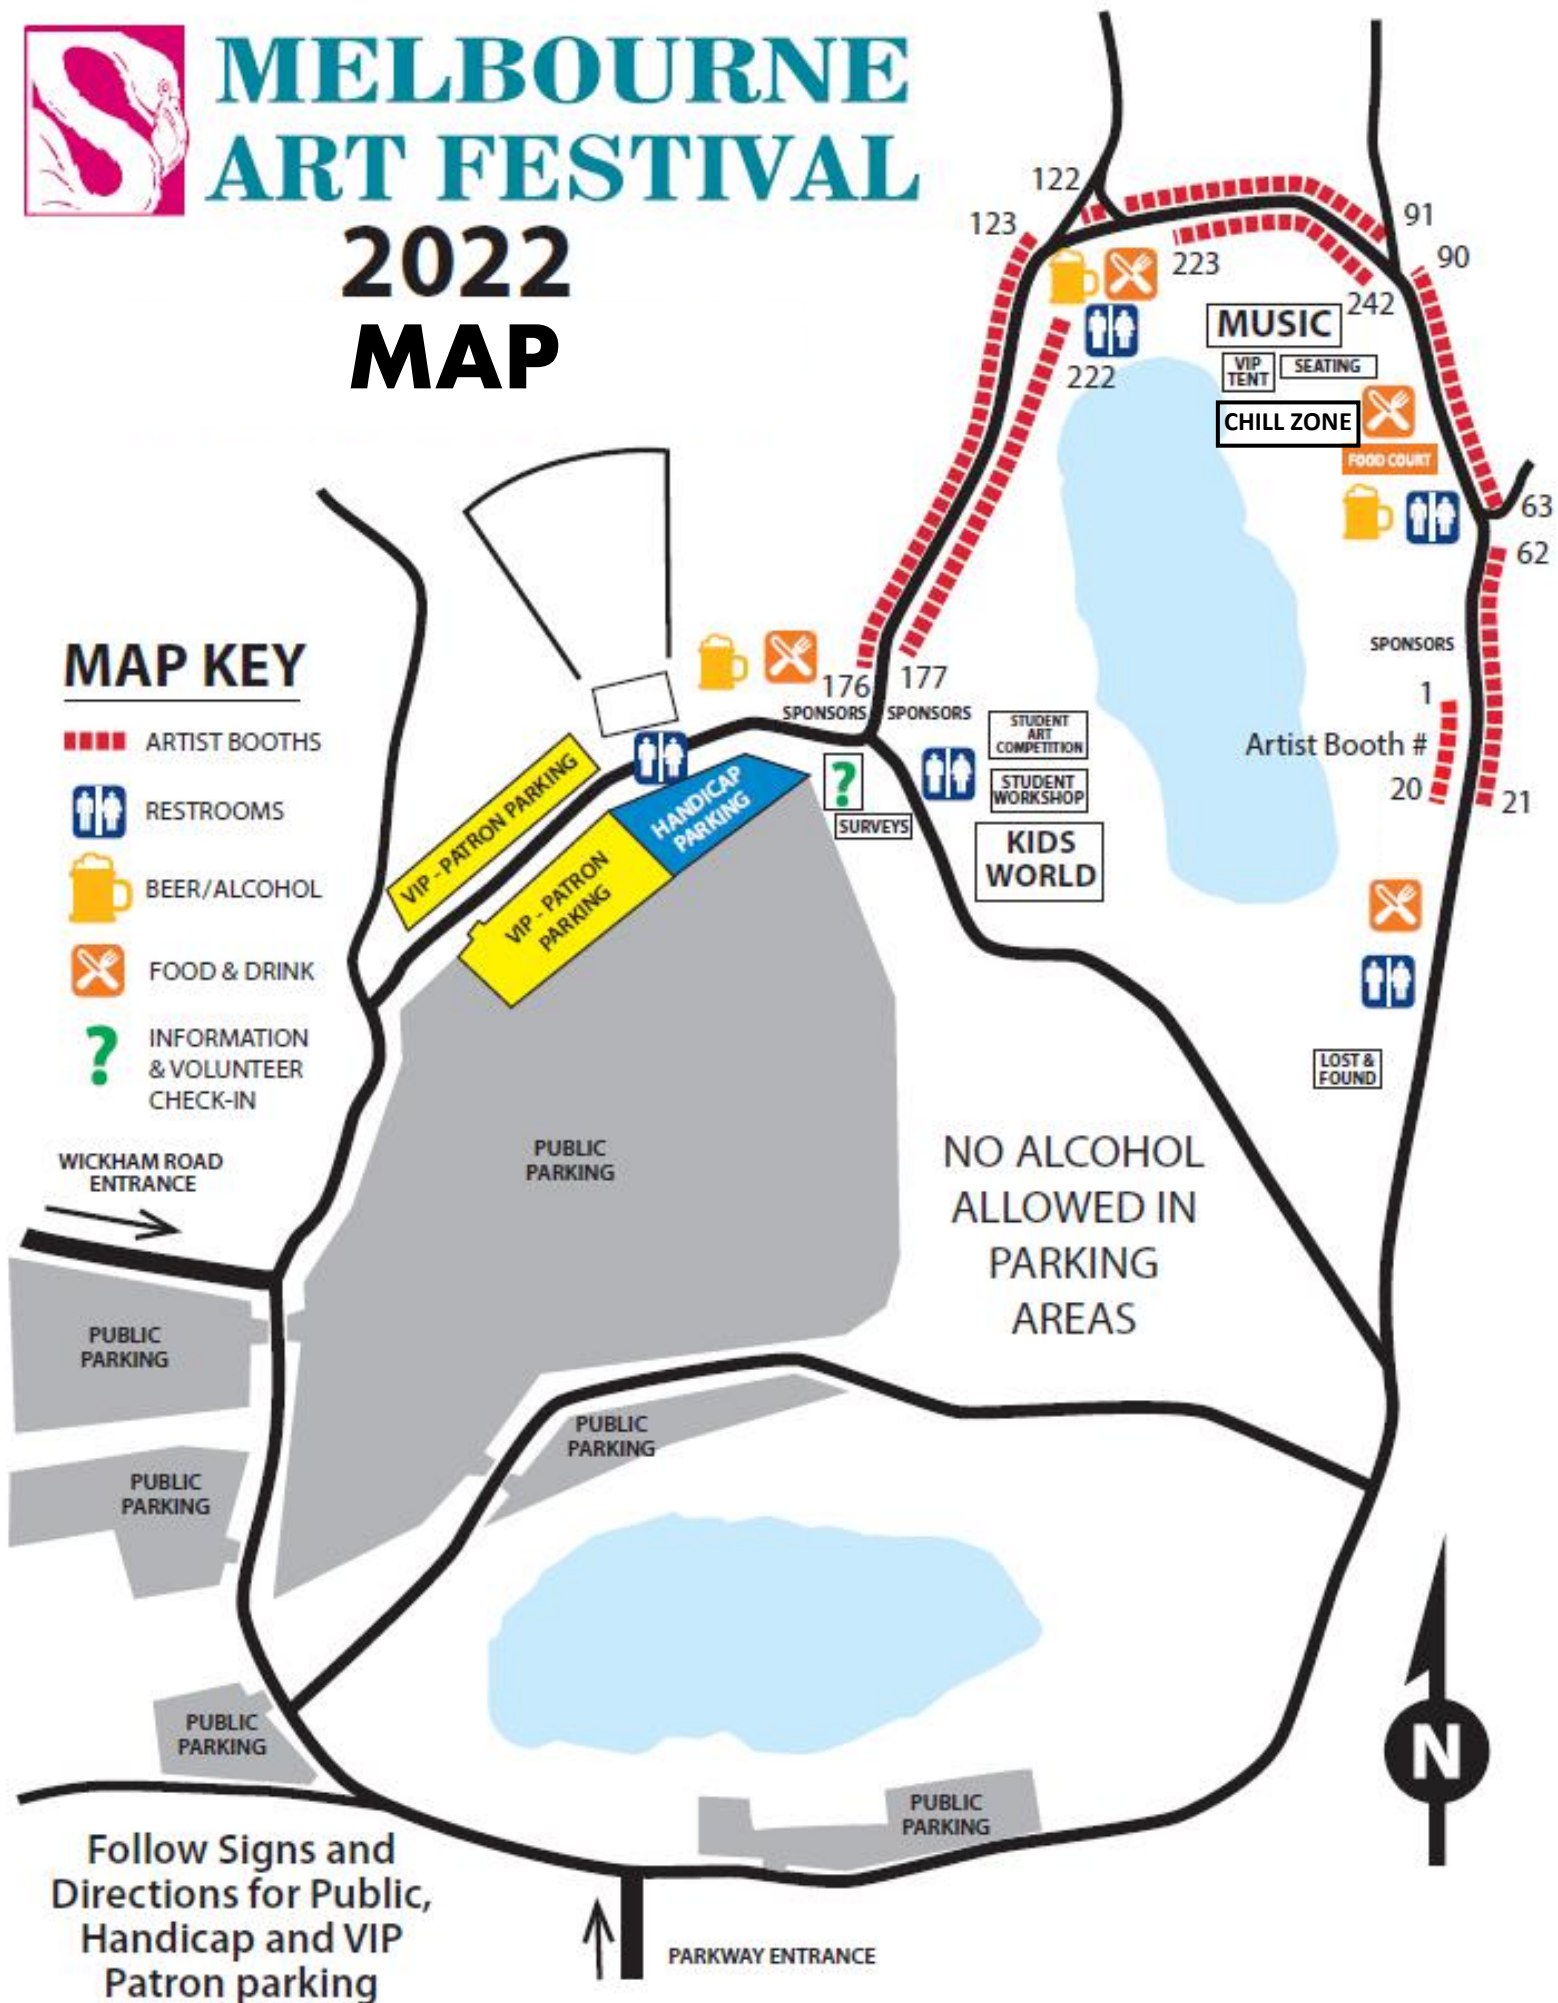 MELBOURNE
ART FESTIVAL
2022
MAP
122
123
91
90
223
242
MUSIC
VIP
TENT
SEATING
222
CHILL ZONE
FOOD COURT
63
62
SPONSORS
MAP KEY
ARTIST BOOTHS
RESTROOMS
BEER/ALCOHOL
FOOD & DRINK
?
INFORMATION
& VOLUNTEER
CHECK-IN
176
177
SPONSORS
SPONSORS
1
Artist Booth #
20
21
STUDENT
ART
COMPETITION
STUDENT
WORKSHOP
KIDS
WORLD
?
SURVEYS
VIP - PATRON PARKING
HANDICAP
PARKING
VIP - PATRON
PARKING
LOST &
FOUND
WICKHAM ROAD
ENTRANCE
PUBLIC
PARKING
NO ALCOHOL
ALLOWED IN
PARKING
AREAS
PUBLIC
PARKING
PUBLIC
PARKING
PUBLIC
PARKING
PUBLIC
PARKING
PUBLIC
PARKING
N
Follow Signs and
Directions for Public,
Handicap and VIP
Patron parking
PARKWAY ENTRANCE